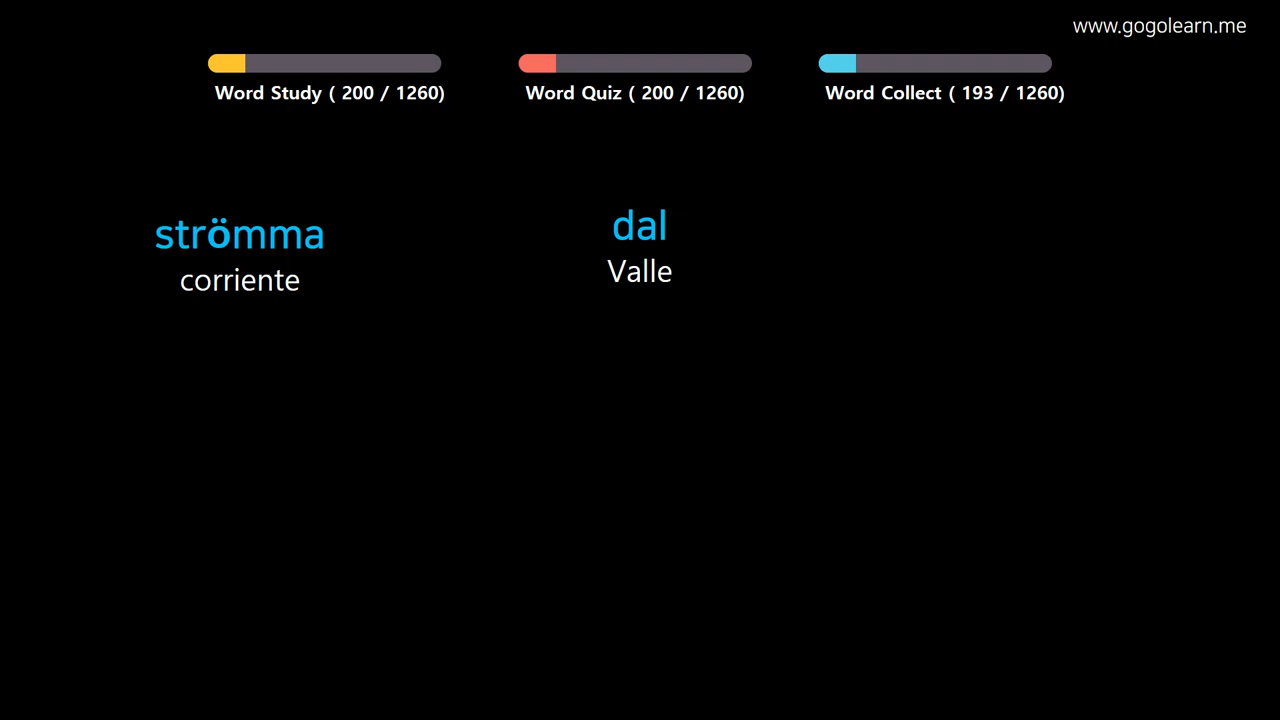 www.gogolearn.me
Word Study ( 200 / 1260)
Word Quiz ( 200 / 1260)
Word Collect ( 193 / 1260)
strömma
corriente
dal
Valle